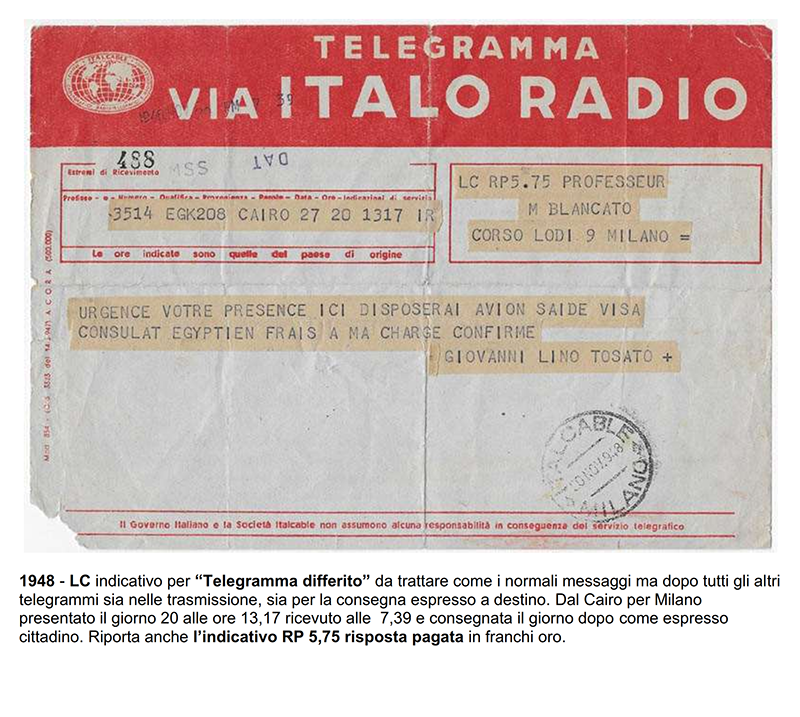 TELEGRAMMA
VIA ITALO RADIO
ITALCABLE
PM 7 39
488
MSS
DAT
Estremi di Ricevimento
Prefisso - e - Numero - Qualifica - Provenienza - Parole - Data - Ore - Indicazioni di servizio
3514 EGK208 CAIRO 27 20 1317 IR
Le ore indicate sono quelle del paese di origine
LC RP5.75 PROFESSEUR
M BLANCATO
CORSO LODI 9 MILANO =
URGENCE VOTRE PRESENCE ICI DISPOSERAI AVION SAIDE VISA
CONSULAT EGYPTIEN FRAIS A MA CHARGE CONFIRME
GIOVANNI LINO TOSATO +
ITALCABLE
NOV 948
MILANO
Il Governo Italiano e la Società Italcable non assumono alcuna responsabilità in conseguenza del servizio telegrafico
1948 - LC indicativo per “Telegramma differito” da trattare come i normali messaggi ma dopo tutti gli altri
telegrammi sia nelle trasmissione, sia per la consegna espresso a destino. Dal Cairo per Milano
presentato il giorno 20 alle ore 13,17 ricevuto alle 7,39 e consegnata il giorno dopo come espresso
cittadino. Riporta anche l’indicativo RP 5,75 risposta pagata in franchi oro.